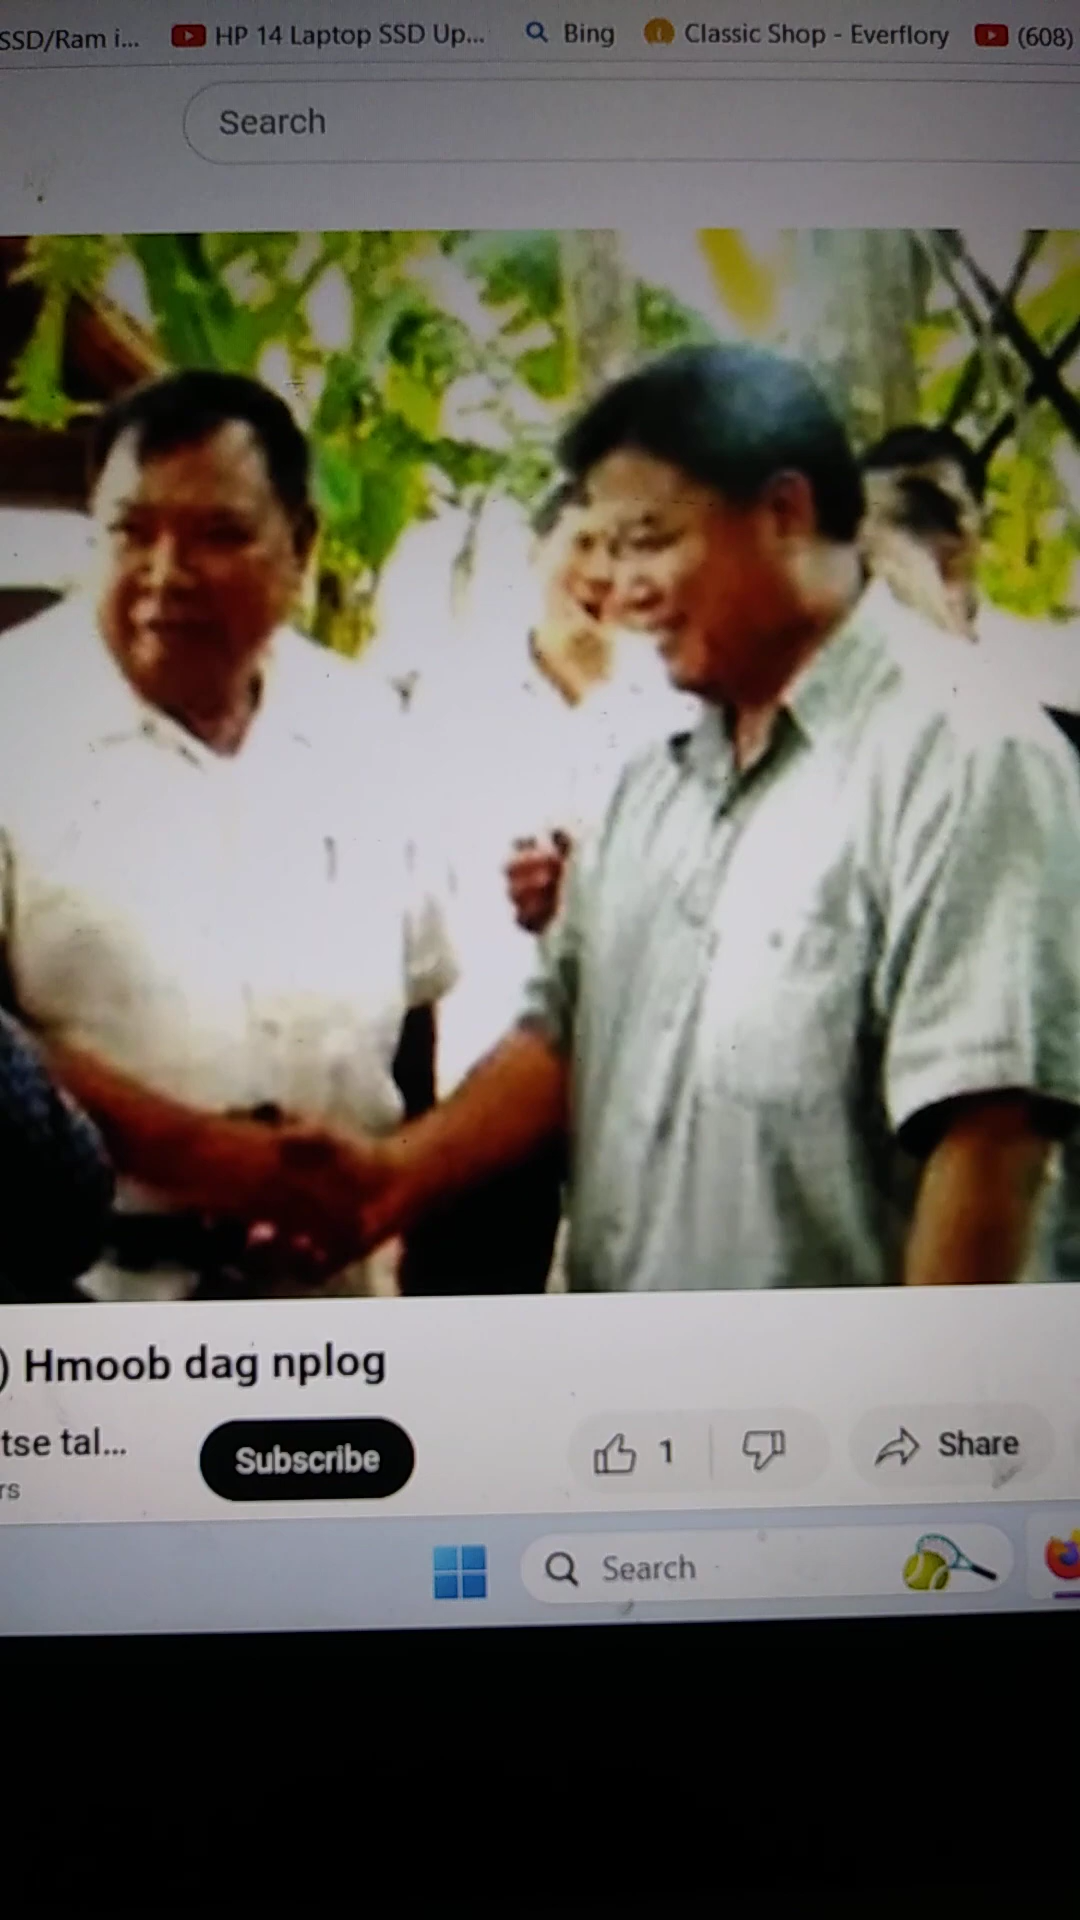 SSD/Ram i... HP 14 Laptop SSD Up... Bing Classic Shop - Everflory (608)
Search
) Hmoob dag nplog
tse tal... Subscribe 1 Share
rs
Search